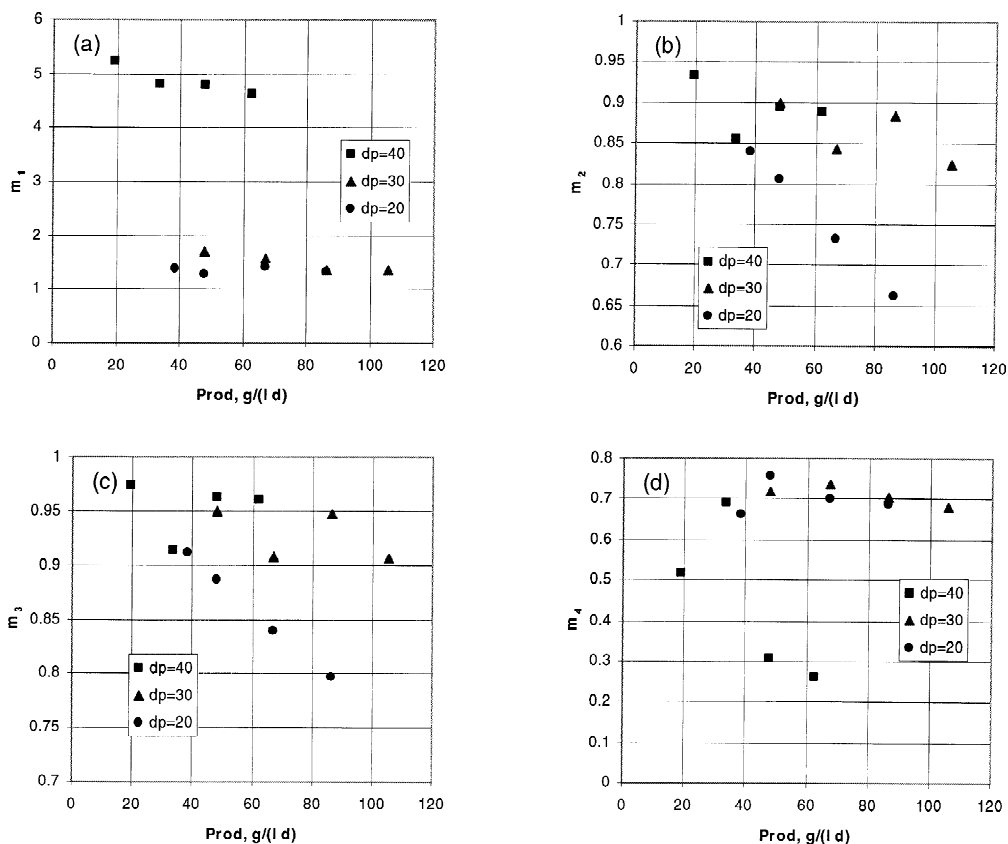 (a)
6
5
4
3
2
1
0
m1
dp=40
dp=30
dp=20
0 20 40 60 80 100 120
Prod, g/(l d)
(b)
1
0.95
0.9
0.85
0.8
0.75
0.7
0.65
0.6
m2
dp=40
dp=30
dp=20
0 20 40 60 80 100 120
Prod, g/(l d)
(c)
1
0.95
0.9
0.85
0.8
0.75
0.7
m3
dp=40
dp=30
dp=20
0 20 40 60 80 100 120
Prod, g/(l d)
(d)
0.8
0.7
0.6
0.5
0.4
0.3
0.2
0.1
0
m4
dp=40
dp=30
dp=20
0 20 40 60 80 100 120
Prod, g/(l d)